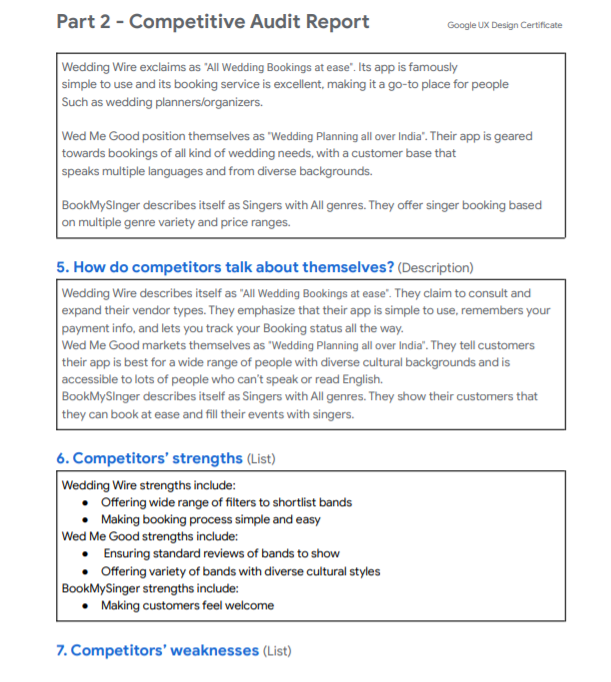 Part 2 - Competitive Audit Report
Google UX Design Certificate
Wedding Wire exclaims as "All Wedding Bookings at ease". Its app is famously
simple to use and its booking service is excellent, making it a go-to place for people
Such as wedding planners/organizers.
Wed Me Good position themselves as "Wedding Planning all over India". Their app is geared
towards bookings of all kind of wedding needs, with a customer base that
speaks multiple languages and from diverse backgrounds.
BookMySInger describes itself as Singers with All genres. They offer singer booking based
on multiple genre variety and price ranges.
5. How do competitors talk about themselves? (Description)
Wedding Wire describes itself as "All Wedding Bookings at ease". They claim to consult and
expand their vendor types. They emphasize that their app is simple to use, remembers your
payment info, and lets you track your Booking status all the way.
Wed Me Good markets themselves as "Wedding Planning all over India". They tell customers
their app is best for a wide range of people with diverse cultural backgrounds and is
accessible to lots of people who can't speak or read English.
BookMySInger describes itself as Singers with All genres. They show their customers that
they can book at ease and fill their events with singers.
6. Competitors' strengths (List)
Wedding Wire strengths include:
● Offering wide range of filters to shortlist bands
● Making booking process simple and easy
Wed Me Good strengths include:
● Ensuring standard reviews of bands to show
● Offering variety of bands with diverse cultural styles
BookMySinger strengths include:
● Making customers feel welcome
7. Competitors' weaknesses (List)